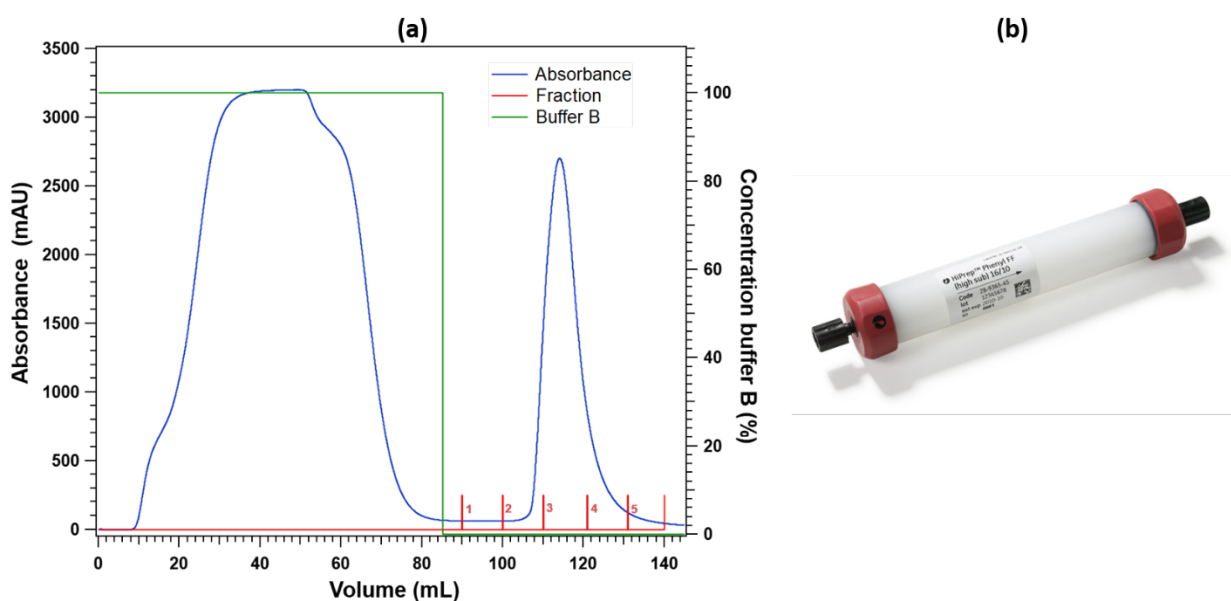 (a)
(b)
3500
3000
2500
2000
1500
1000
500
0
Absorbance (mAU)
Absorbance
Fraction
Buffer B
100
80
60
40
20
0
Concentration buffer B (%)
1
2
3
4
5
0
20
40
60
80
100
120
140
Volume (mL)
HiPrep™ Phenyl FF
(high sub) 16/10
Code
lot